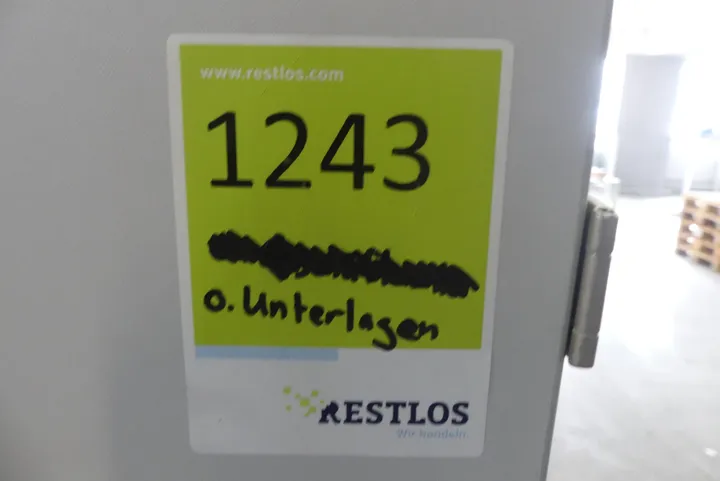 www.restlos.com
1243
o. Unterlagen
RESTLOS
Wir handeln.